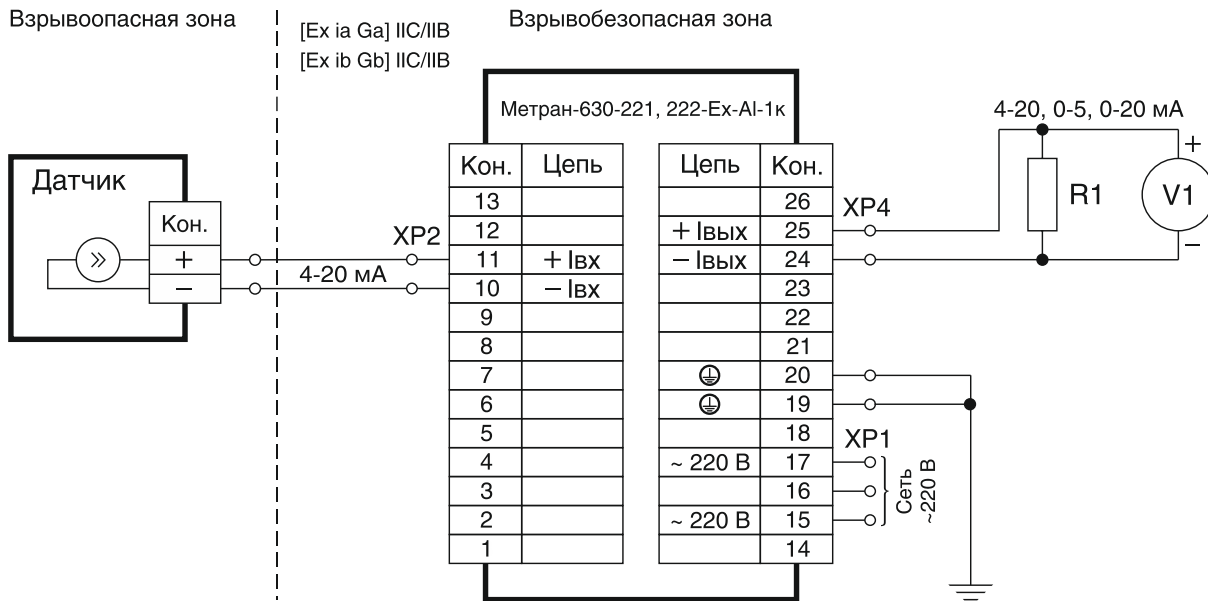 Взрывоопасная зона
[Ex ia Ga] IIC/IIB
[Ex ib Gb] IIC/IIB
Взрывобезопасная зона
Метран-630-221, 222-Ex-AI-1к
4-20, 0-5, 0-20 мА
Датчик
Кон.
+
−
4-20 мА
XP2
Кон. Цепь
13
12
11 + Iвх
10 − Iвх
9
8
7
6
5
4
3
2
1
Цепь Кон.
26
+ Iвых 25
− Iвых 24
23
22
21
20
19
18
~ 220 В 17
16
~ 220 В 15
14
XP4
R1
V1
+
−
XP1
Сеть
~220 В